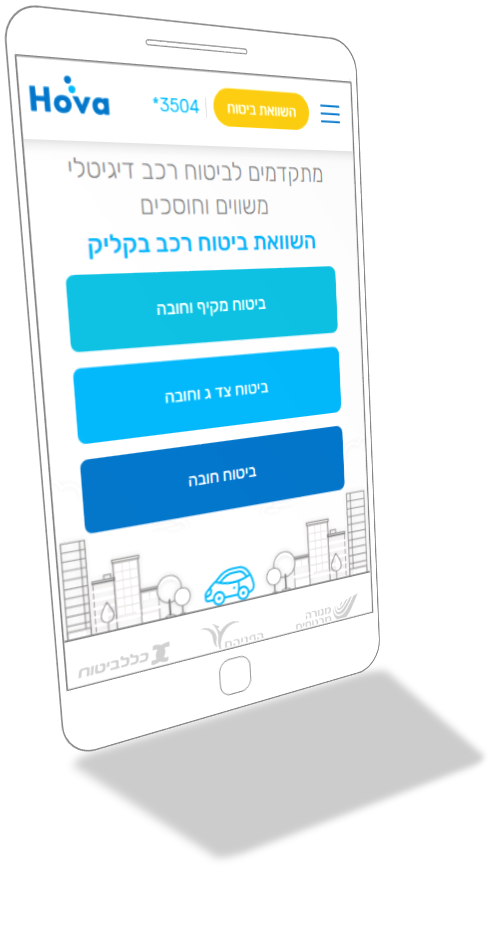 Hova
*3504
השוואת ביטוח
מתקדמים לביטוח רכב דיגיטלי
משווים וחוסכים
השוואת ביטוח רכב בקליק
ביטוח מקיף וחובה
ביטוח צד ג וחובה
ביטוח חובה
מנורה
מבטחים
הפניקס
כללביטוח